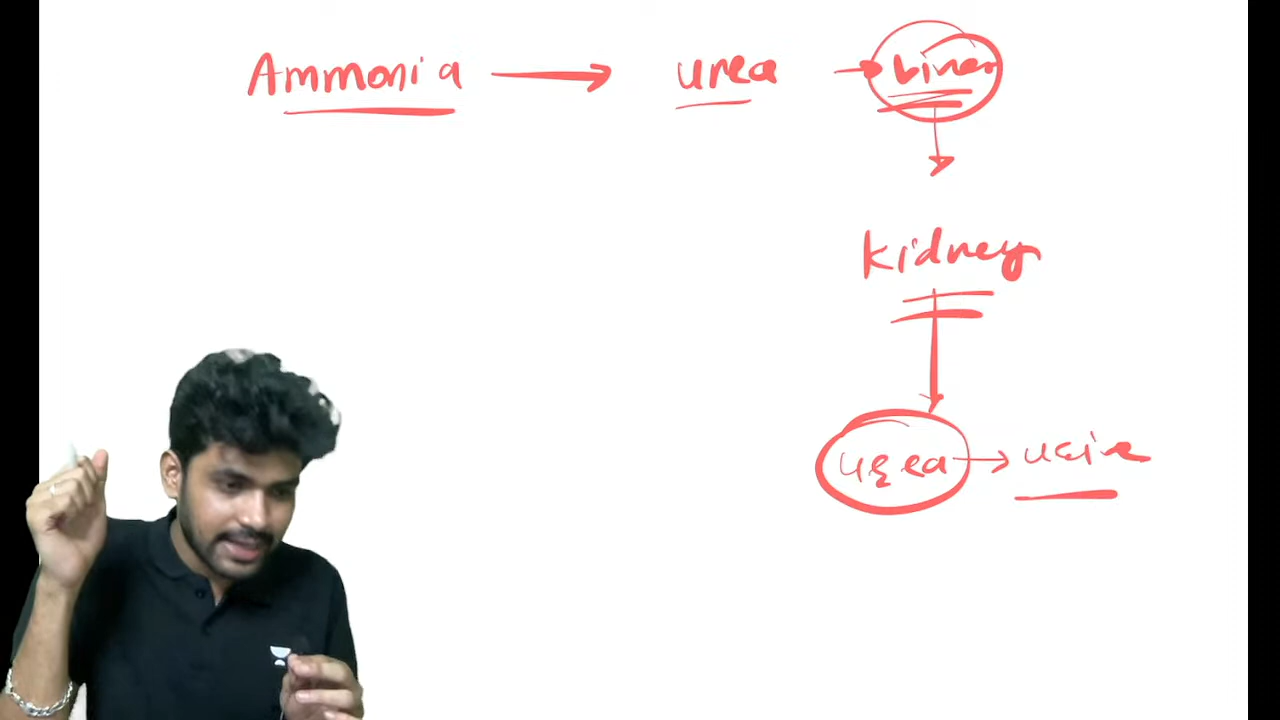 Ammonia → urea → Liver
Kidney
urea → urine